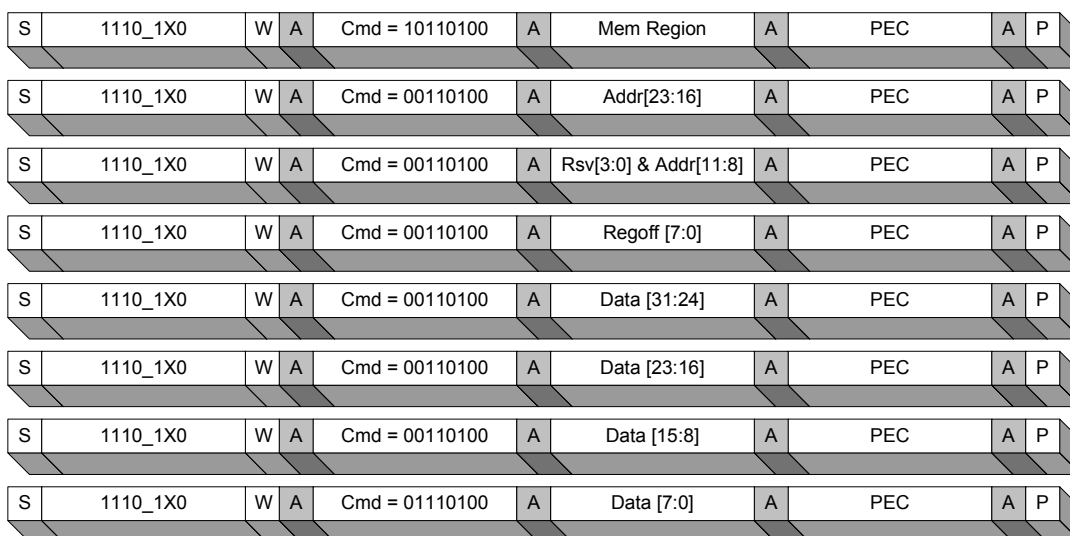 S 1110_1X0 W A Cmd = 10110100 A Mem Region A PEC A P
S 1110_1X0 W A Cmd = 00110100 A Addr[23:16] A PEC A P
S 1110_1X0 W A Cmd = 00110100 A Rsv[3:0] & Addr[11:8] A PEC A P
S 1110_1X0 W A Cmd = 00110100 A Regoff [7:0] A PEC A P
S 1110_1X0 W A Cmd = 00110100 A Data [31:24] A PEC A P
S 1110_1X0 W A Cmd = 00110100 A Data [23:16] A PEC A P
S 1110_1X0 W A Cmd = 00110100 A Data [15:8] A PEC A P
S 1110_1X0 W A Cmd = 01110100 A Data [7:0] A PEC A P